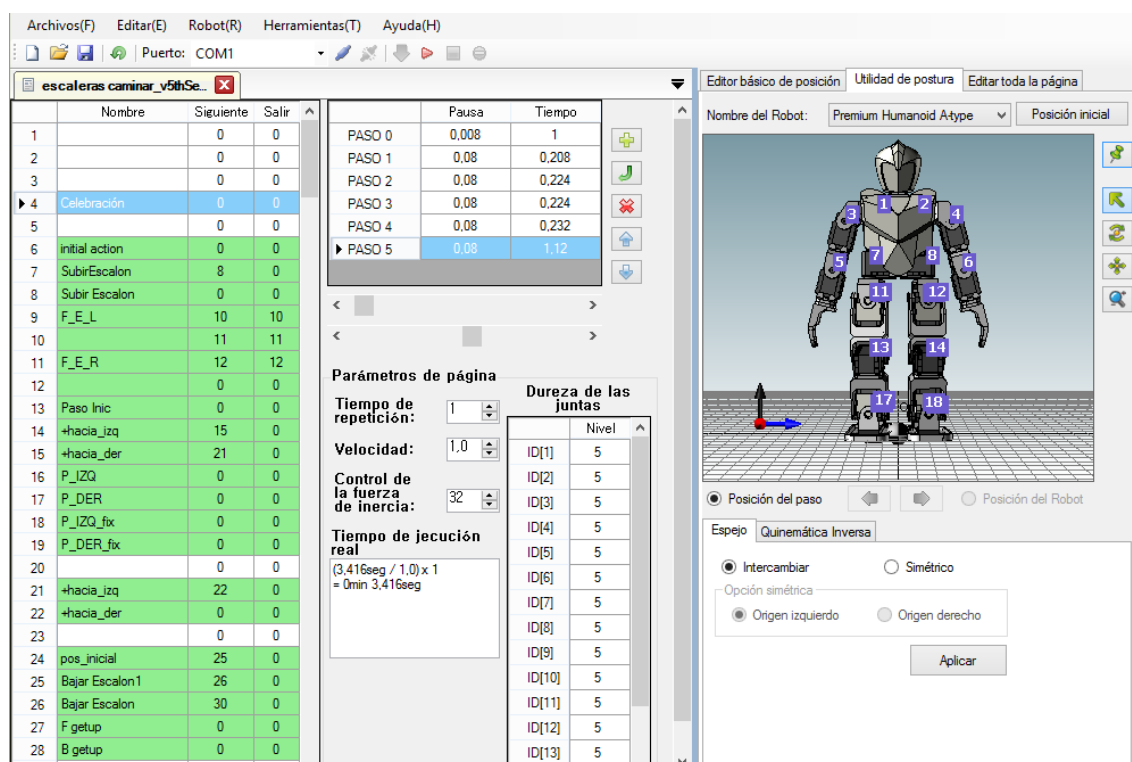 Archivos(F) Editar(E) Robot(R) Herramientas(T) Ayuda(H)
Puerto: COM1
escaleras caminar_v5thSe...
Nombre Siguiente Salir
1 0 0
2 0 0
3 0 0
4 Celebración 0 0
5 0 0
6 initial action 0 0
7 SubirEscalon 8 0
8 Subir Escalon 0 0
9 F_E_L 10 10
10 11 11
11 F_E_R 12 12
12 0 0
13 Paso Inic 0 0
14 +hacia_izq 15 0
15 +hacia_der 21 0
16 P_IZQ 0 0
17 P_DER 0 0
18 P_IZQ_fix 0 0
19 P_DER_fix 0 0
20 0 0
21 +hacia_izq 22 0
22 +hacia_der 0 0
23 0 0
24 pos_inicial 25 0
25 Bajar Escalon1 26 0
26 Bajar Escalon 30 0
27 F getup 0 0
28 B getup 0 0
Pausa Tiempo
PASO 0 0,008 1
PASO 1 0,08 0,208
PASO 2 0,08 0,224
PASO 3 0,08 0,224
PASO 4 0,08 0,232
PASO 5 0,08 1,12
Parámetros de página
Tiempo de
repetición: 1
Velocidad: 1,0
Control de
la fuerza
de inercia: 32
Tiempo de jecución
real
(3,416seg / 1,0) x 1
= 0min 3,416seg
Dureza de las
juntas
Nivel
ID[1] 5
ID[2] 5
ID[3] 5
ID[4] 5
ID[5] 5
ID[6] 5
ID[7] 5
ID[8] 5
ID[9] 5
ID[10] 5
ID[11] 5
ID[12] 5
ID[13] 5
Editor básico de posición Utilidad de postura Editar toda la página
Nombre del Robot: Premium Humanoid A-type Posición inicial
1 2
3 4
7 8
5 6
11 12
13 14
17 18
Posición del paso Posición del Robot
Espejo Quinemática Inversa
Intercambiar Simétrico
Opción simétrica
Origen izquierdo Origen derecho
Aplicar